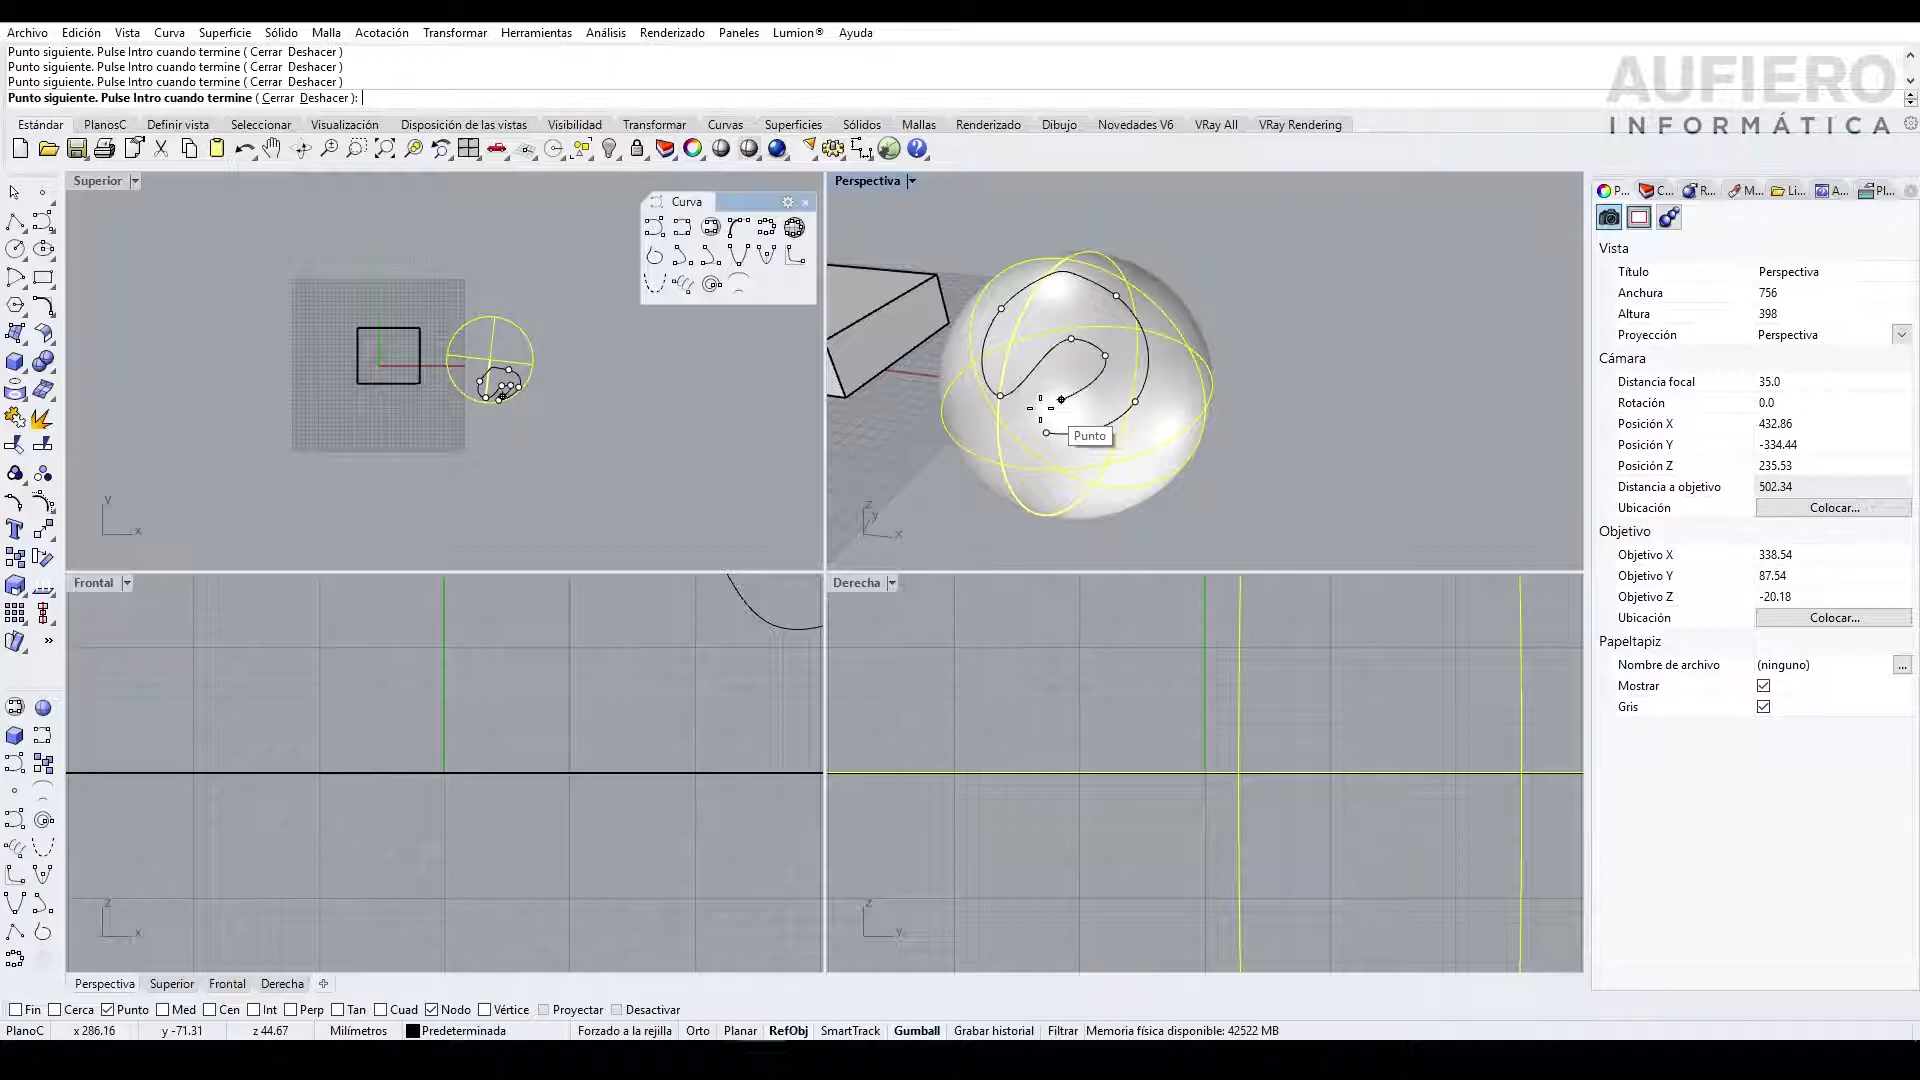 Archivo Edición Vista Curva Superficie Sólido Malla Acotación Transformar Herramientas Análisis Renderizado Paneles Lumion® Ayuda
Punto siguiente. Pulse Intro cuando termine ( Cerrar Deshacer )
Punto siguiente. Pulse Intro cuando termine ( Cerrar Deshacer )
Punto siguiente. Pulse Intro cuando termine ( Cerrar Deshacer )
Punto siguiente. Pulse Intro cuando termine ( Cerrar Deshacer ):
AUFIERO
INFORMÁTICA
Estándar PlanosC Definir vista Seleccionar Visualización Disposición de las vistas Visibilidad Transformar Curvas Superficies Sólidos Mallas Renderizado Dibujo Novedades V6 VRay All VRay Rendering
Superior
Curva
Perspectiva
P... C... R... M... Li... A... Pl...
Vista
Título Perspectiva
Anchura 756
Altura 398
Proyección Perspectiva
Cámara
Distancia focal 35.0
Rotación 0.0
Posición X 432.86
Posición Y -334.44
Posición Z 235.53
Distancia a objetivo 502.34
Ubicación Colocar...
Objetivo
Objetivo X 338.54
Objetivo Y 87.54
Objetivo Z -20.18
Ubicación Colocar...
Papeltapiz
Nombre de archivo (ninguno) ...
Mostrar
Gris
Punto
y
x
z
y
x
Frontal
Derecha
z
x
z
y
Perspectiva Superior Frontal Derecha
Fin Cerca Punto Med Cen Int Perp Tan Cuad Nodo Vértice Proyectar Desactivar
PlanoC x 286.16 y -71.31 z 44.67 Milímetros Predeterminada Forzado a la rejilla Orto Planar RefObj SmartTrack Gumball Grabar historial Filtrar Memoria física disponible: 42522 MB